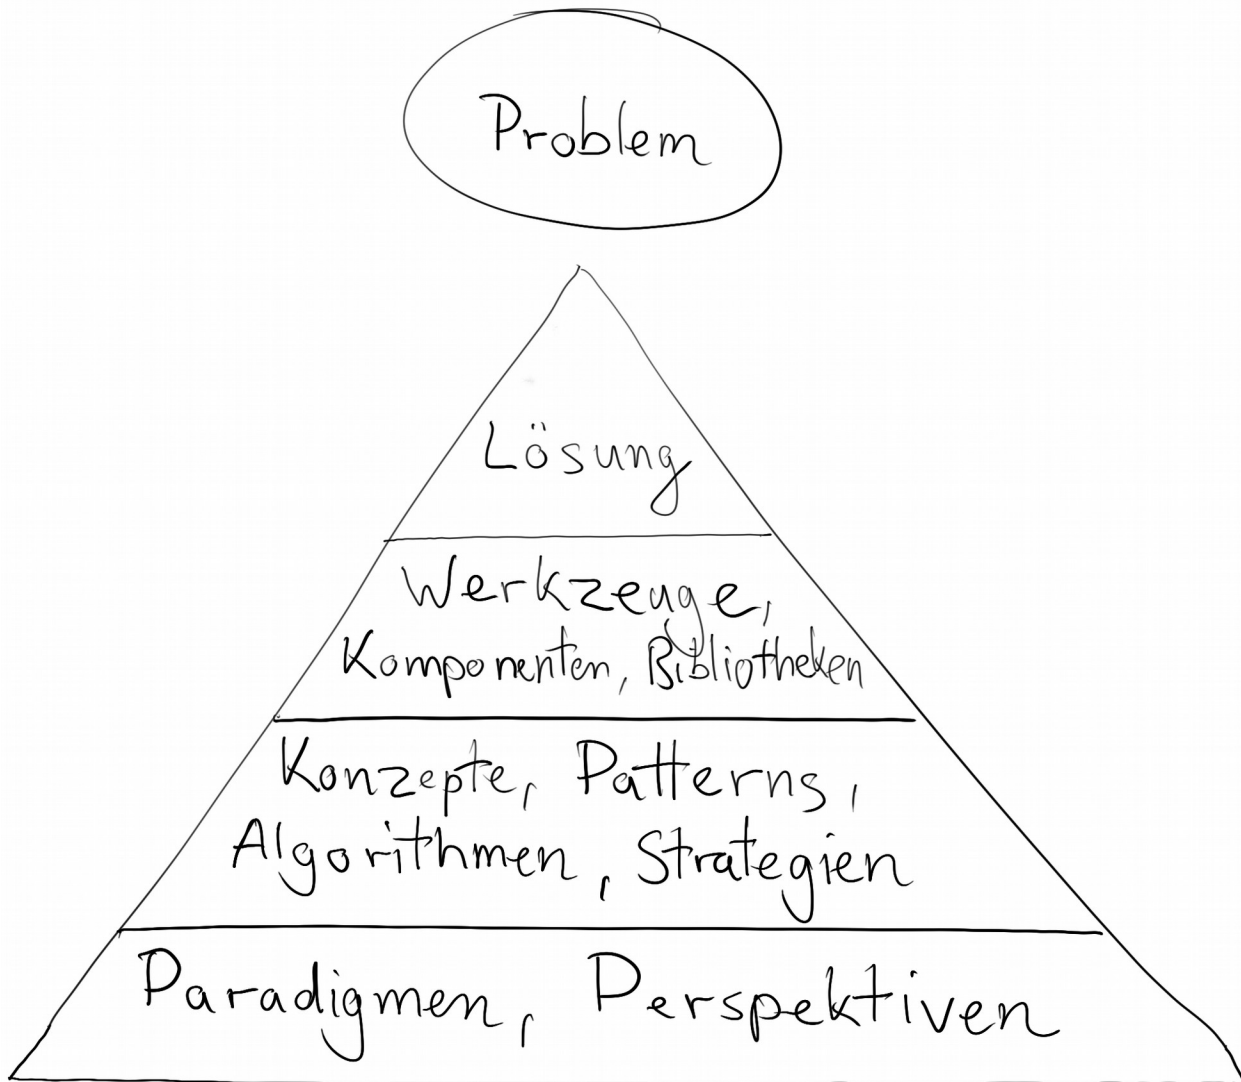 Problem
Lösung
Werkzeuge,
Komponenten, Bibliotheken
Konzepte, Patterns,
Algorithmen, Strategien
Paradigmen, Perspektiven